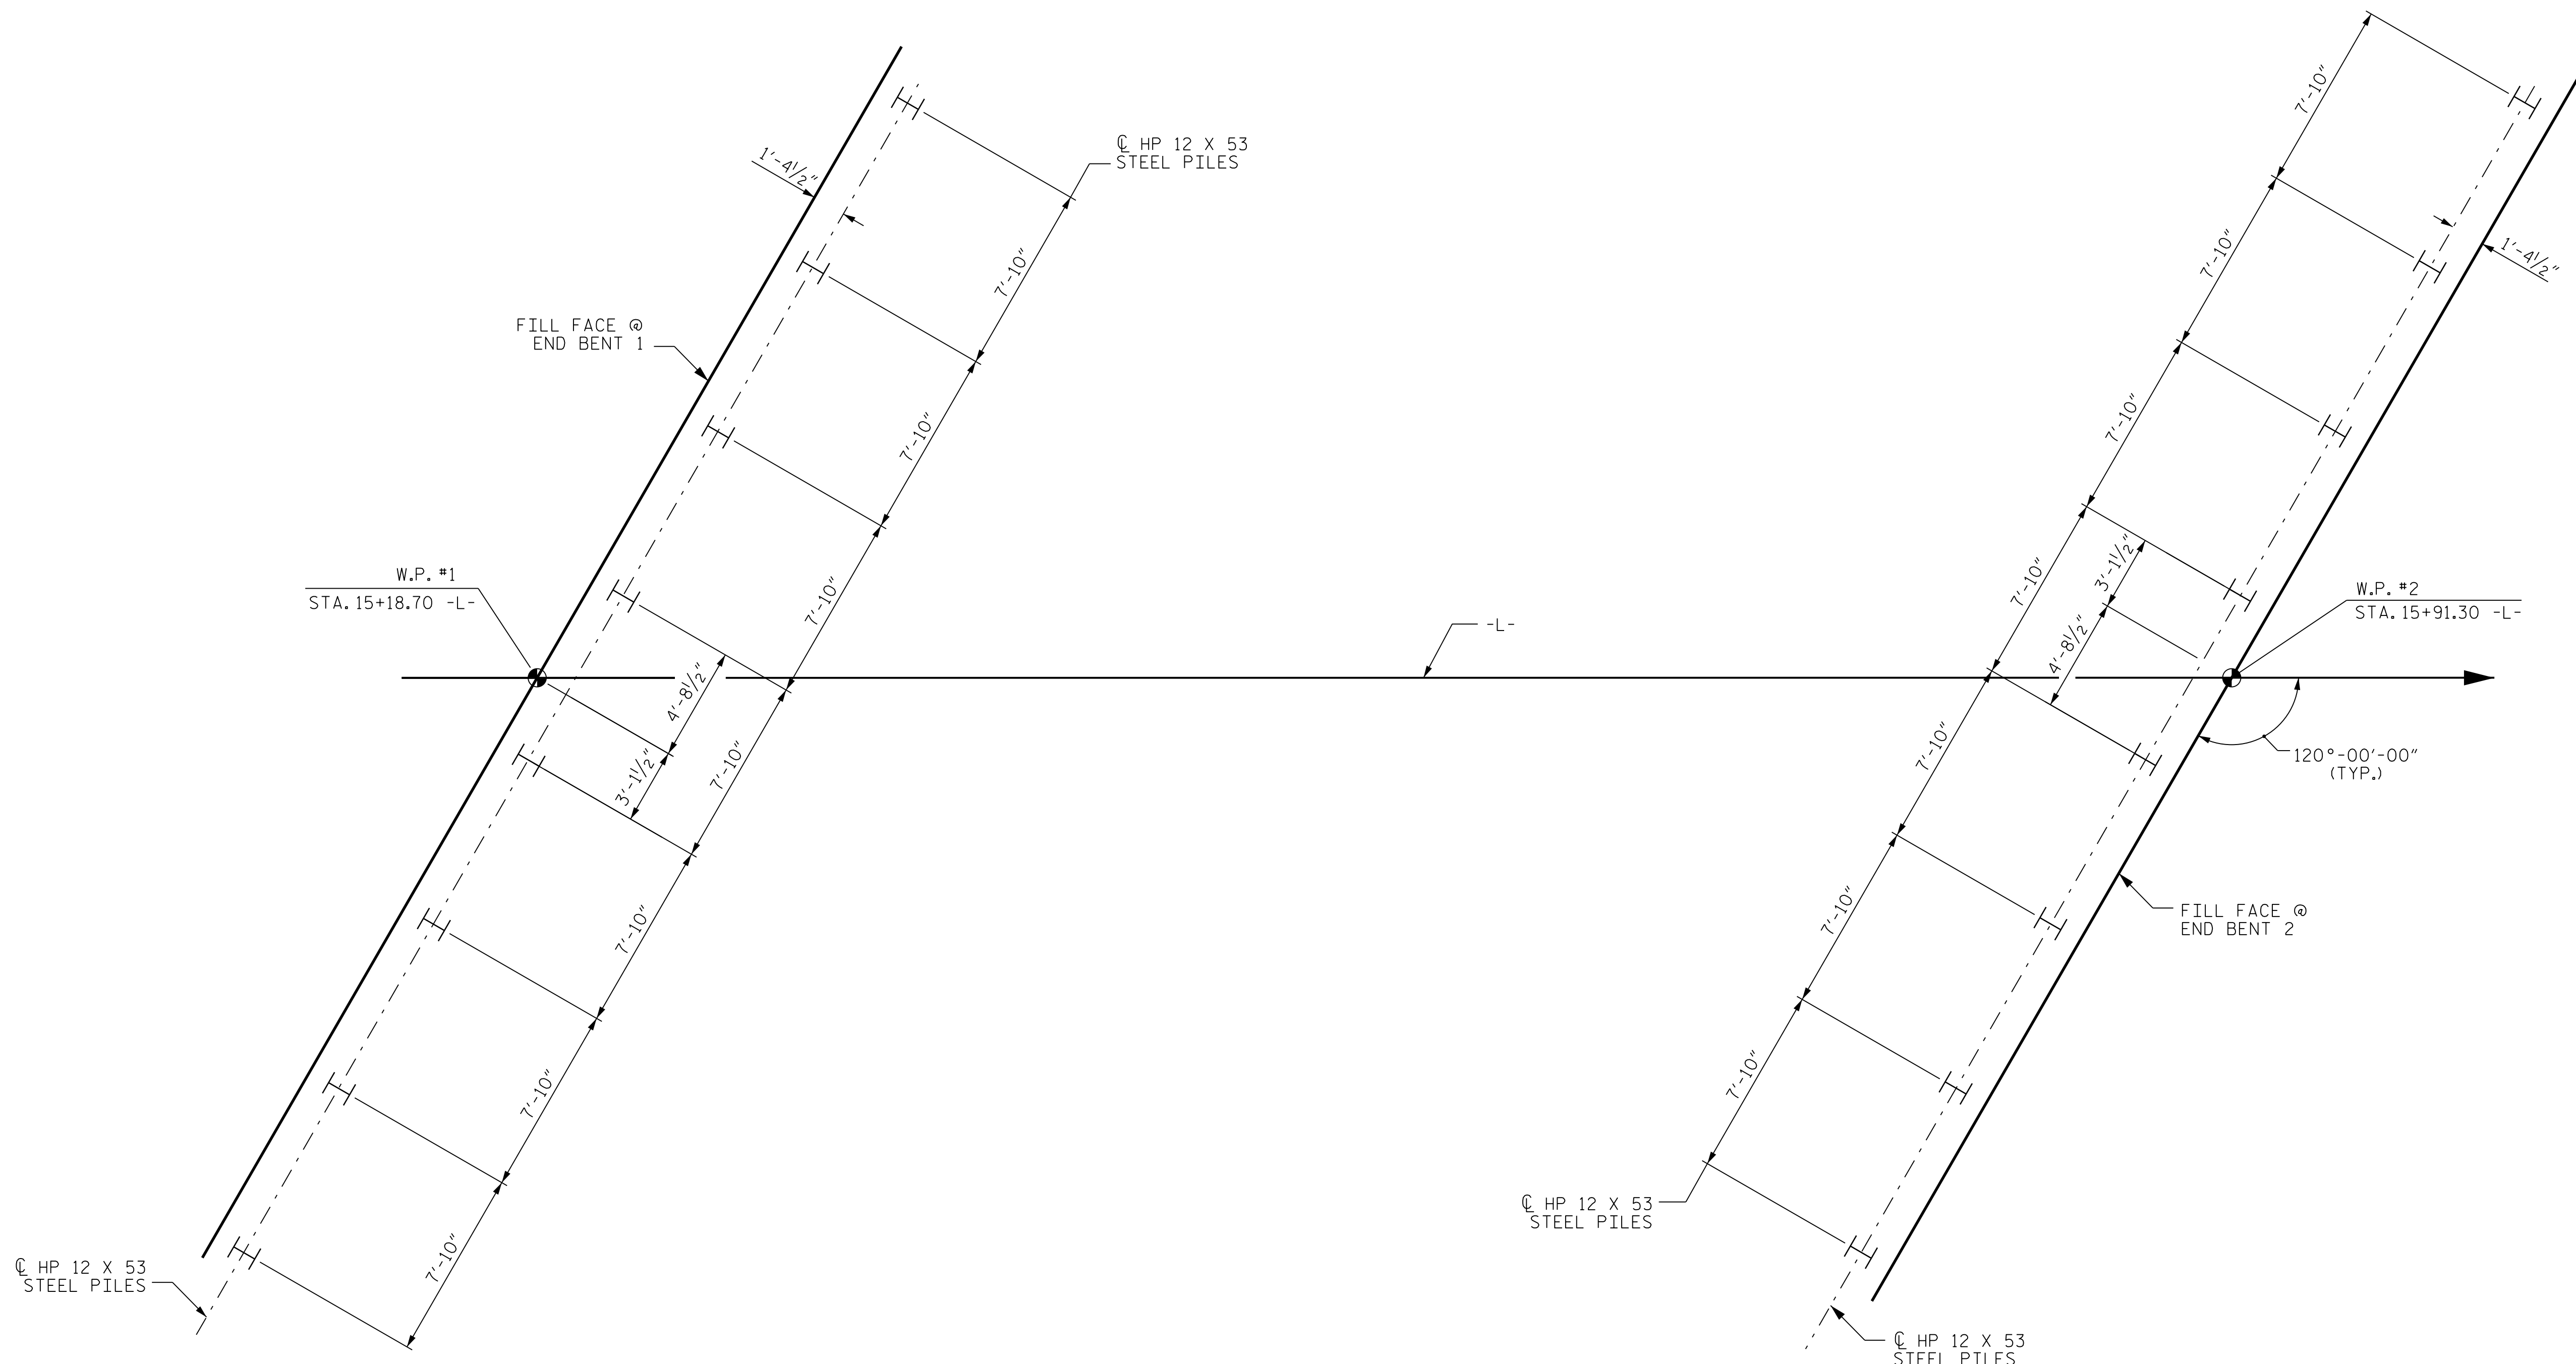 ℄ HP 12 X 53
STEEL PILES
1'-4½"
7'-10"
7'-10"
7'-10"
7'-10"
7'-10"
7'-10"
7'-10"
4'-8½"
3'-1½"
FILL FACE @
END BENT 1
W.P. #1
STA. 15+18.70 -L-
℄ HP 12 X 53
STEEL PILES
-L-
7'-10"
7'-10"
7'-10"
7'-10"
7'-10"
7'-10"
7'-10"
3'-1½"
4'-8½"
1'-4½"
W.P. #2
STA. 15+91.30 -L-
120°-00'-00"
(TYP.)
FILL FACE @
END BENT 2
℄ HP 12 X 53
STEEL PILES
℄ HP 12 X 53
STEEL PILES